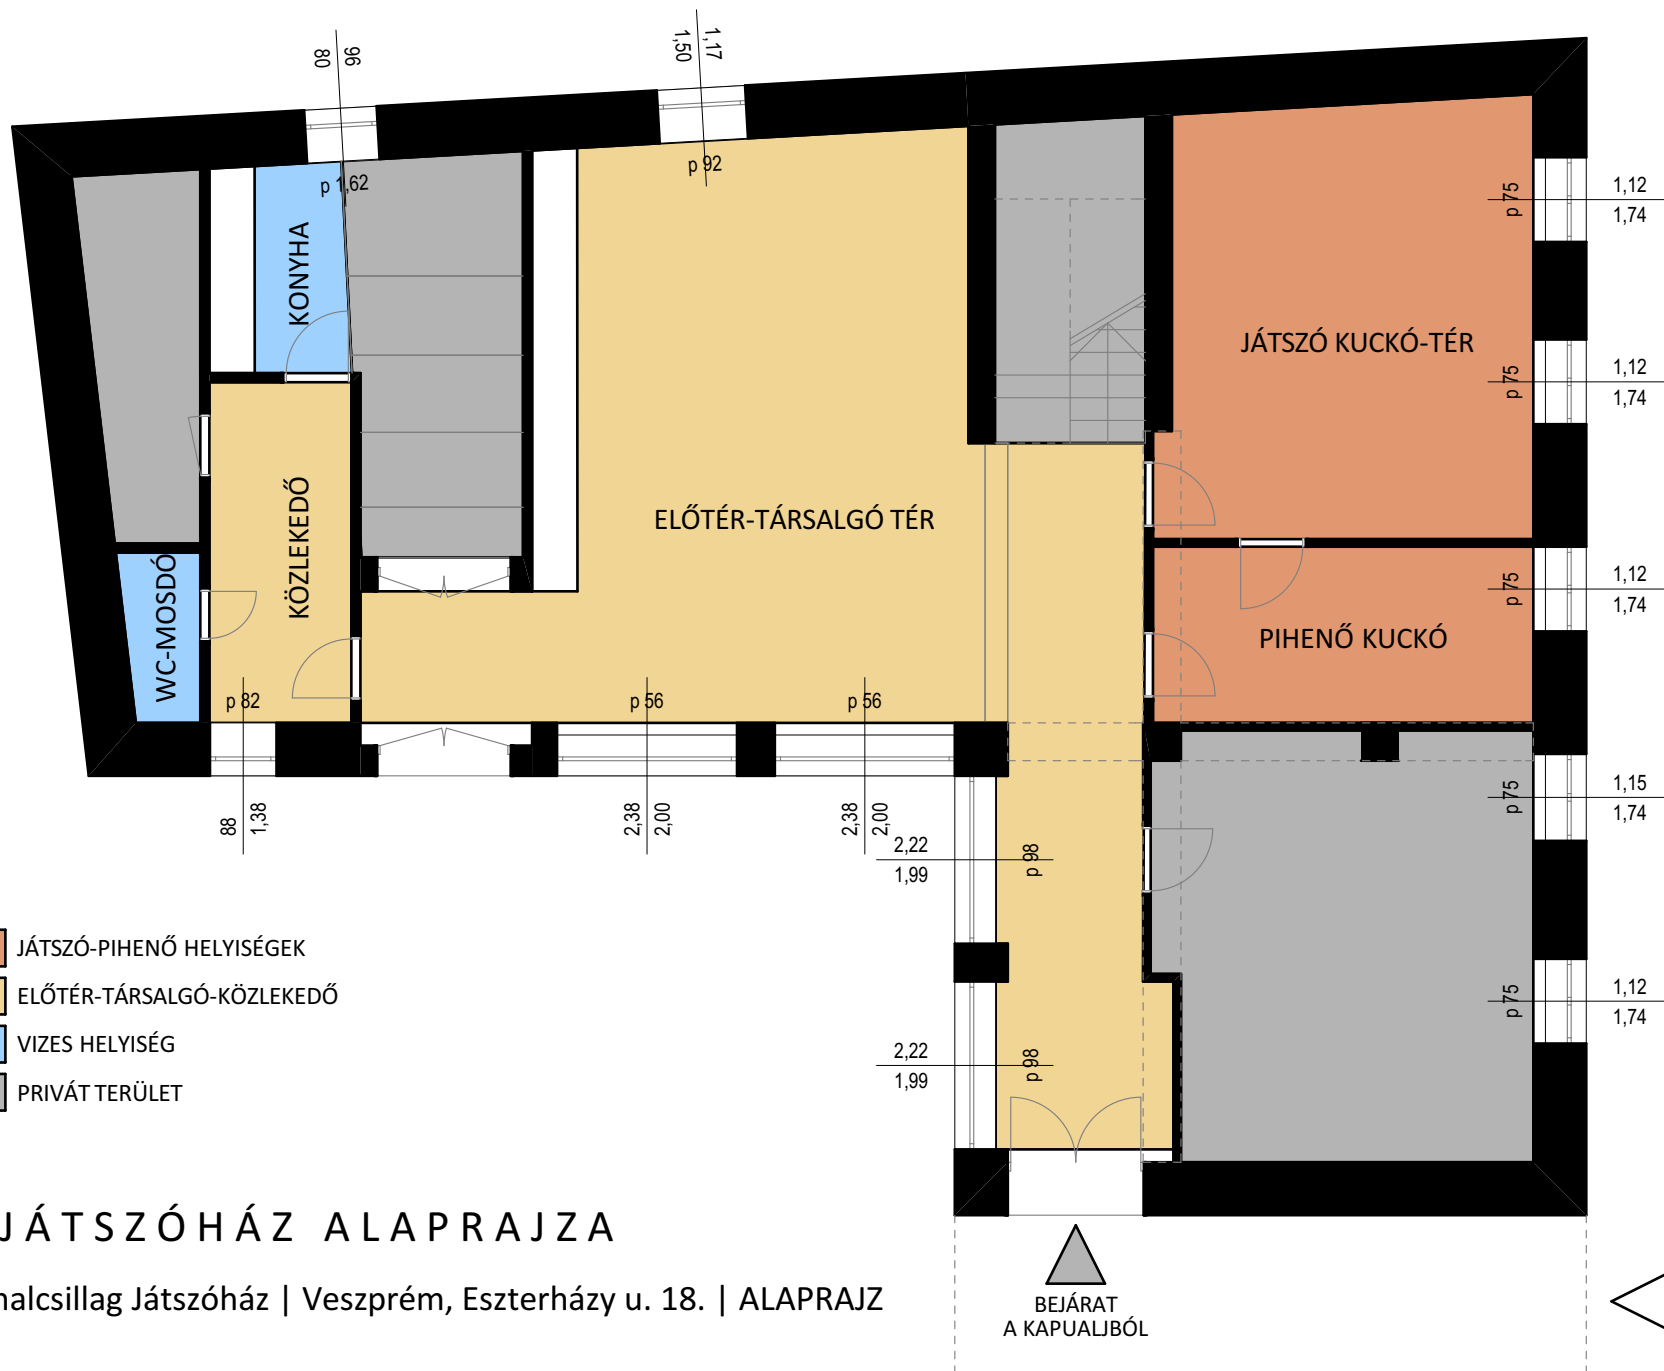 96
80
1,17
1,50
p 1,62
p 92
KONYHA
p 75
1,12
1,74
JÁTSZÓ KUCKÓ-TÉR
p 75
1,12
1,74
ELŐTÉR-TÁRSALGÓ TÉR
KÖZLEKEDŐ
WC-MOSDÓ
p 75
1,12
1,74
PIHENŐ KUCKÓ
p 82
p 56
p 56
88
1,38
2,38
2,00
2,38
2,00
p 75
1,15
1,74
2,22
1,99
p 98
p 75
1,12
1,74
2,22
1,99
p 98
JÁTSZÓ-PIHENŐ HELYISÉGEK
ELŐTÉR-TÁRSALGÓ-KÖZLEKEDŐ
VIZES HELYISÉG
PRIVÁT TERÜLET
JÁTSZÓHÁZ ALAPRAJZA
nalcsillag Játszóház | Veszprém, Eszterházy u. 18. | ALAPRAJZ
BEJÁRAT
A KAPUALJBÓL